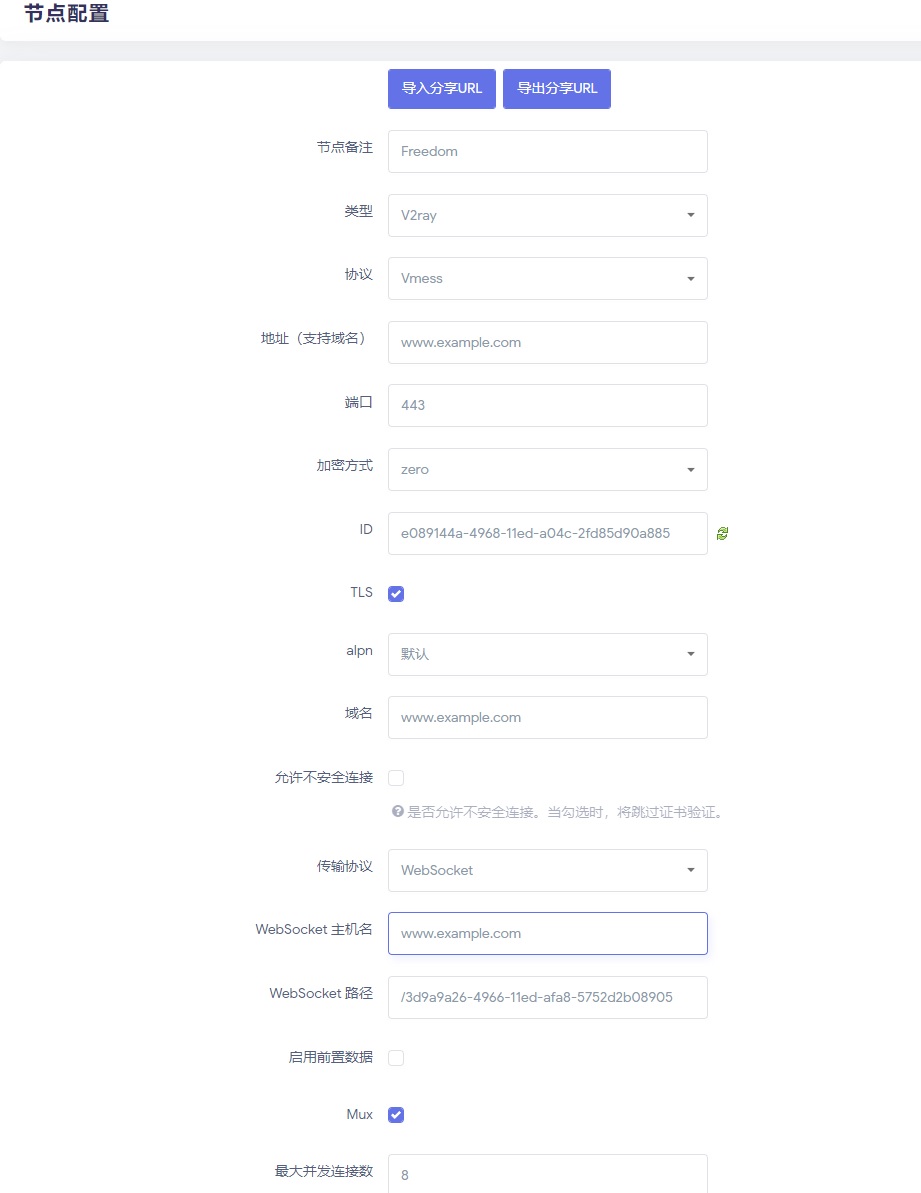 节点配置
导入分享URL 导出分享URL
节点备注 Freedom
类型 V2ray
协议 Vmess
地址（支持域名） www.example.com
端口 443
加密方式 zero
ID e089144a-4968-11ed-a04c-2fd85d90a885
TLS
alpn 默认
域名 www.example.com
允许不安全连接
是否允许不安全连接。当勾选时，将跳过证书验证。
传输协议 WebSocket
WebSocket 主机名 www.example.com
WebSocket 路径 /3d9a9a26-4966-11ed-afa8-5752d2b08905
启用前置数据
Mux
最大并发连接数 8